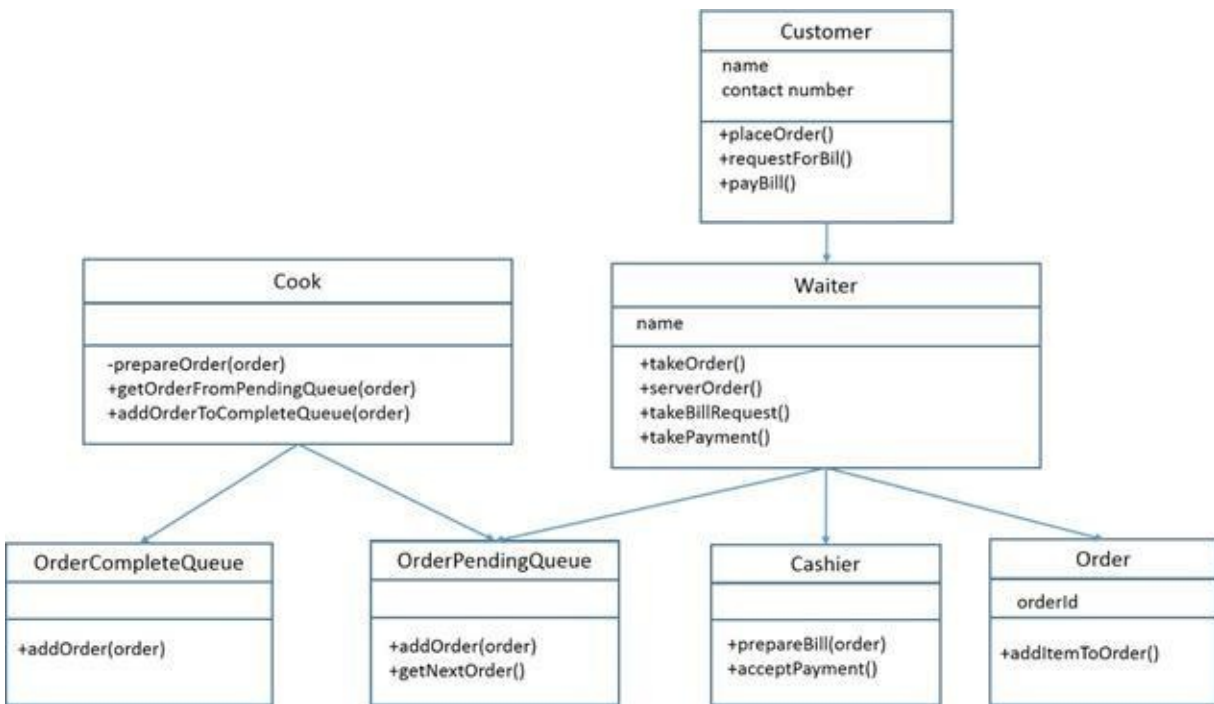 Customer
name
contact number
+placeOrder()
+requestForBil()
+payBill()
Cook
-prepareOrder(order)
+getOrderFromPendingQueue(order)
+addOrderToCompleteQueue(order)
Waiter
name
+takeOrder()
+serverOrder()
+takeBillRequest()
+takePayment()
OrderCompleteQueue
+addOrder(order)
OrderPendingQueue
+addOrder(order)
+getNextOrder()
Cashier
+prepareBill(order)
+acceptPayment()
Order
orderId
+addItemToOrder()